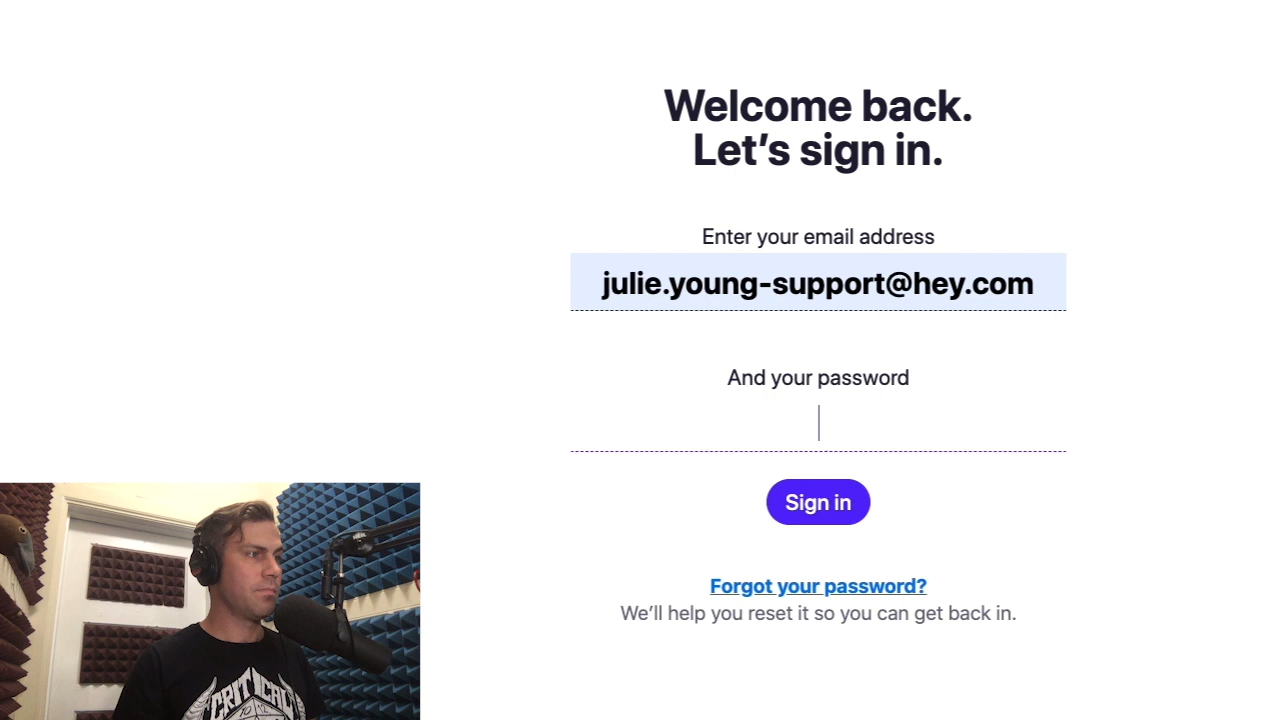 Welcome back.
Let’s sign in.
Enter your email address
julie.young-support@hey.com
And your password
Sign in
Forgot your password?
We’ll help you reset it so you can get back in.
CRITICAL